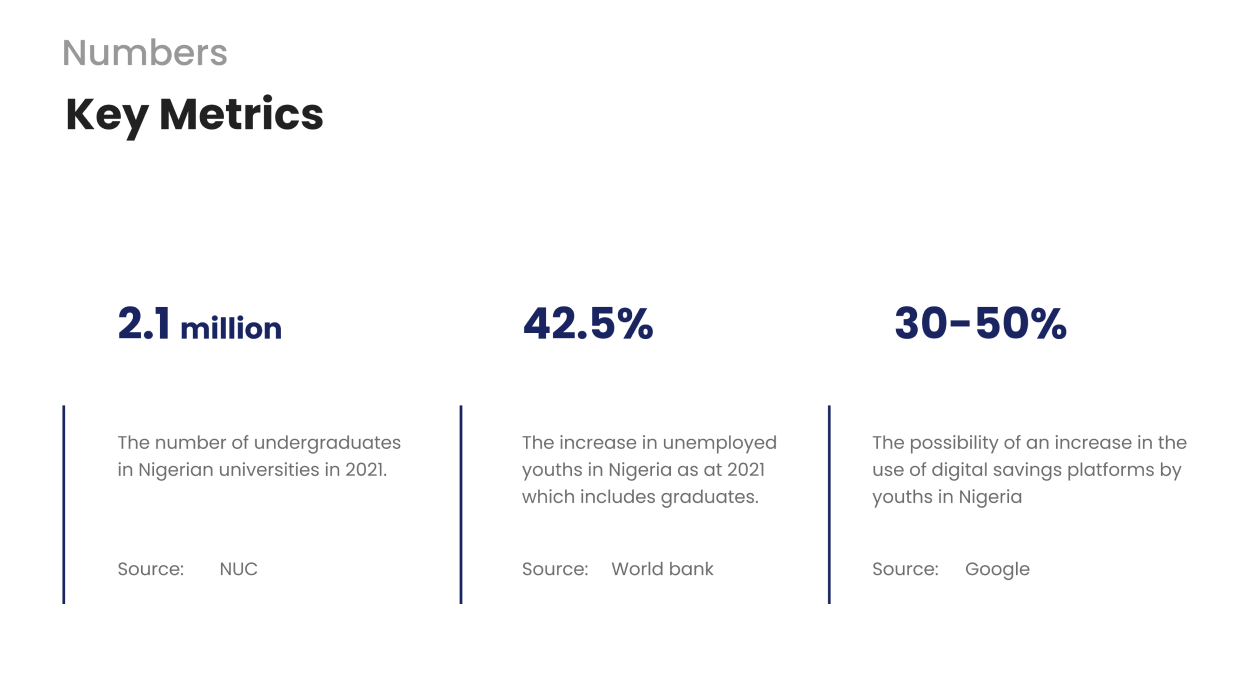 Numbers
Key Metrics
2.1 million
The number of undergraduates
in Nigerian universities in 2021.
Source: NUC
42.5%
The increase in unemployed
youths in Nigeria as at 2021
which includes graduates.
Source: World bank
30-50%
The possibility of an increase in the
use of digital savings platforms by
youths in Nigeria
Source: Google